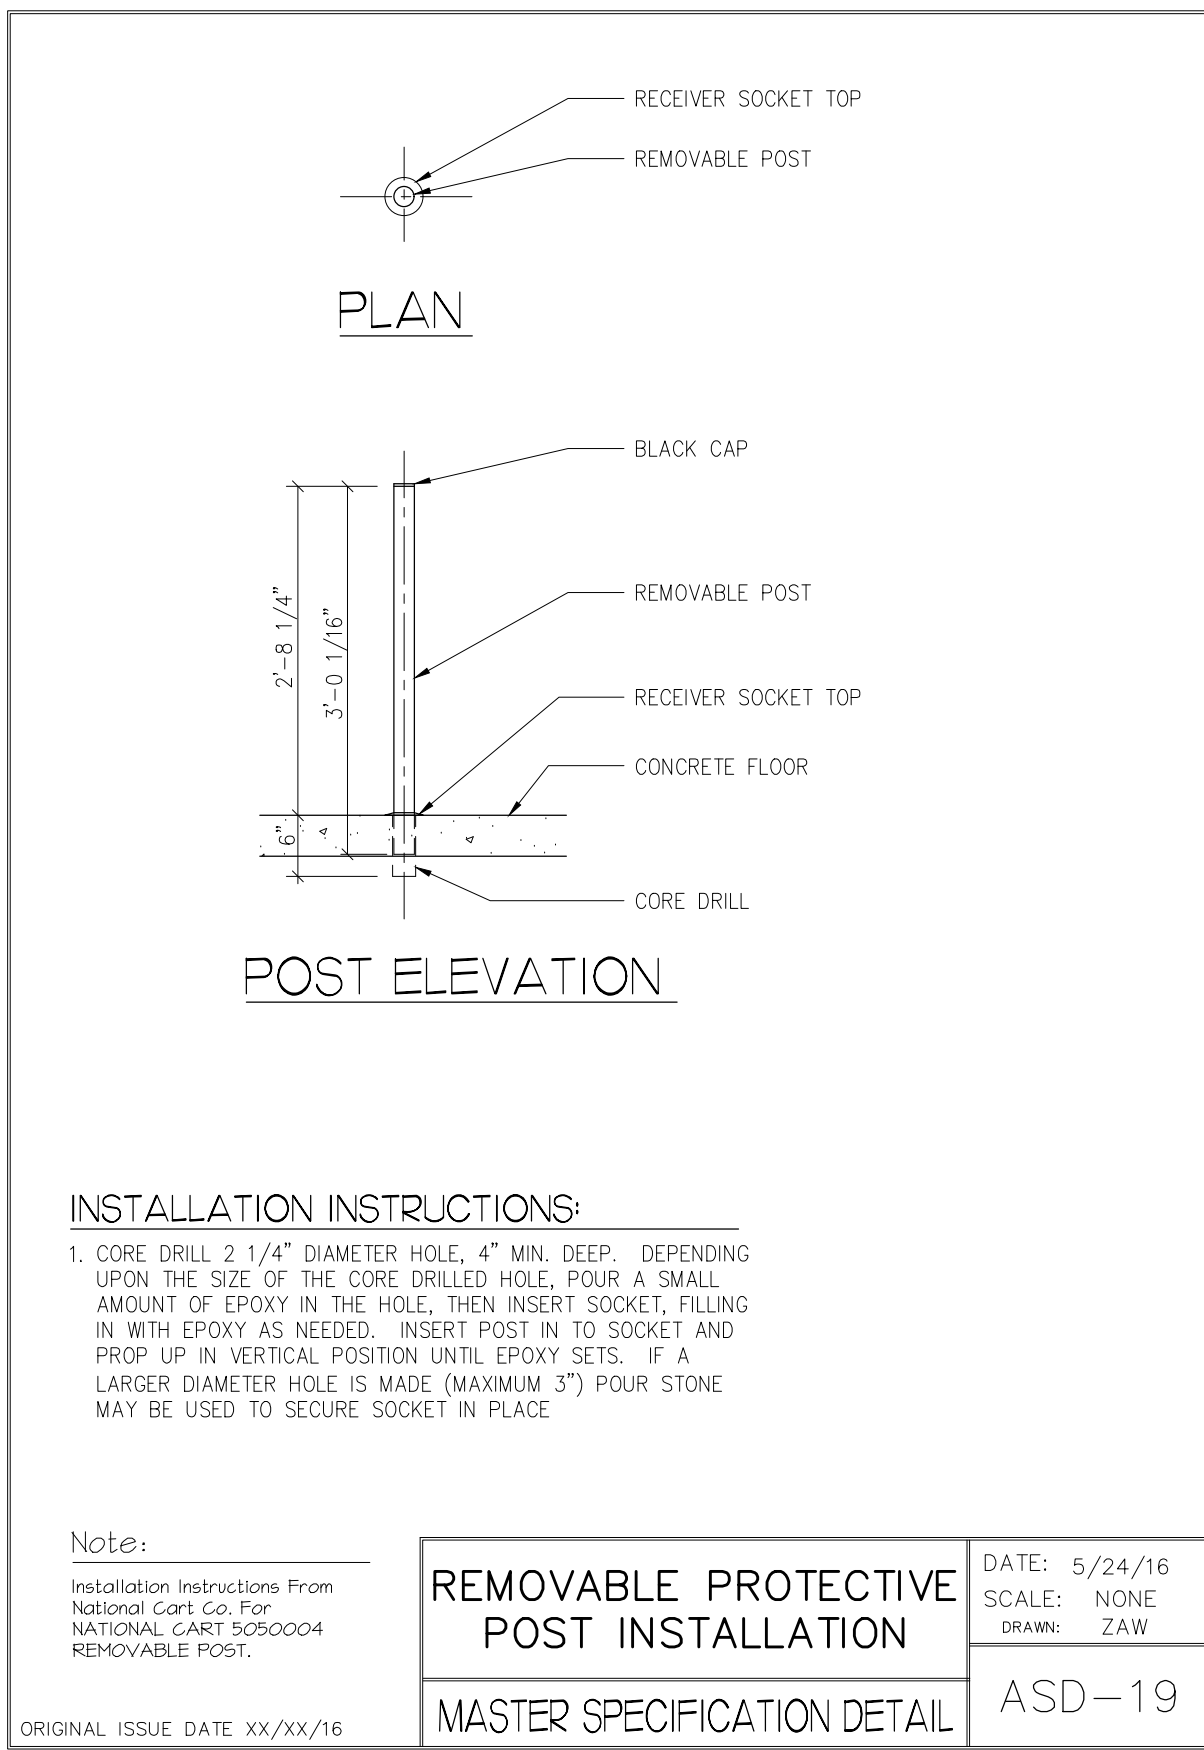 RECEIVER SOCKET TOP
REMOVABLE POST
PLAN
BLACK CAP
2'-8 1/4"
3'-0 1/16"
REMOVABLE POST
RECEIVER SOCKET TOP
CONCRETE FLOOR
6"
CORE DRILL
POST ELEVATION
INSTALLATION INSTRUCTIONS:
1. CORE DRILL 2 1/4" DIAMETER HOLE, 4" MIN. DEEP. DEPENDING
UPON THE SIZE OF THE CORE DRILLED HOLE, POUR A SMALL
AMOUNT OF EPOXY IN THE HOLE, THEN INSERT SOCKET, FILLING
IN WITH EPOXY AS NEEDED. INSERT POST IN TO SOCKET AND
PROP UP IN VERTICAL POSITION UNTIL EPOXY SETS. IF A
LARGER DIAMETER HOLE IS MADE (MAXIMUM 3") POUR STONE
MAY BE USED TO SECURE SOCKET IN PLACE
Note:
Installation Instructions From
National Cart Co. For
NATIONAL CART 5050004
REMOVABLE POST.
ORIGINAL ISSUE DATE XX/XX/16
REMOVABLE PROTECTIVE
POST INSTALLATION
MASTER SPECIFICATION DETAIL
DATE: 5/24/16
SCALE: NONE
DRAWN: ZAW
ASD-19